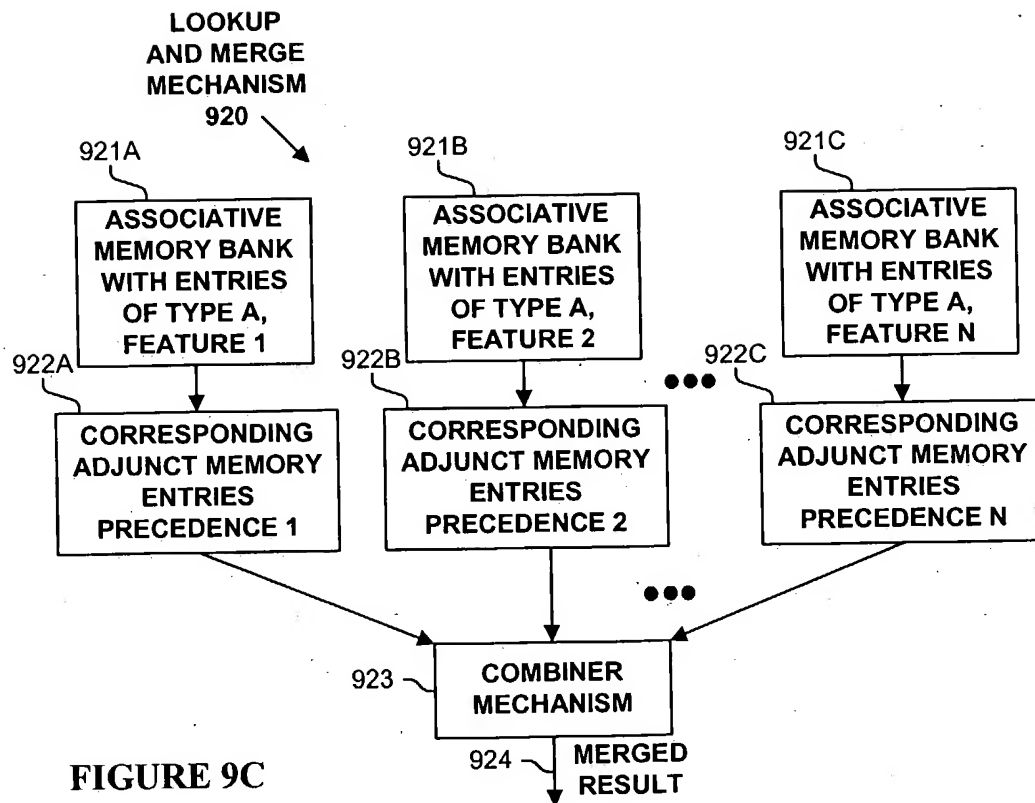 LOOKUP
AND MERGE
MECHANISM
920
921A
921B
921C
ASSOCIATIVE
MEMORY BANK
WITH ENTRIES
OF TYPE A,
FEATURE 1
ASSOCIATIVE
MEMORY BANK
WITH ENTRIES
OF TYPE A,
FEATURE 2
ASSOCIATIVE
MEMORY BANK
WITH ENTRIES
OF TYPE A,
FEATURE N
922A
922B
922C
CORRESPONDING
ADJUNCT MEMORY
ENTRIES
PRECEDENCE 1
CORRESPONDING
ADJUNCT MEMORY
ENTRIES
PRECEDENCE 2
CORRESPONDING
ADJUNCT MEMORY
ENTRIES
PRECEDENCE N
923
COMBINER
MECHANISM
924
MERGED
RESULT
FIGURE 9C